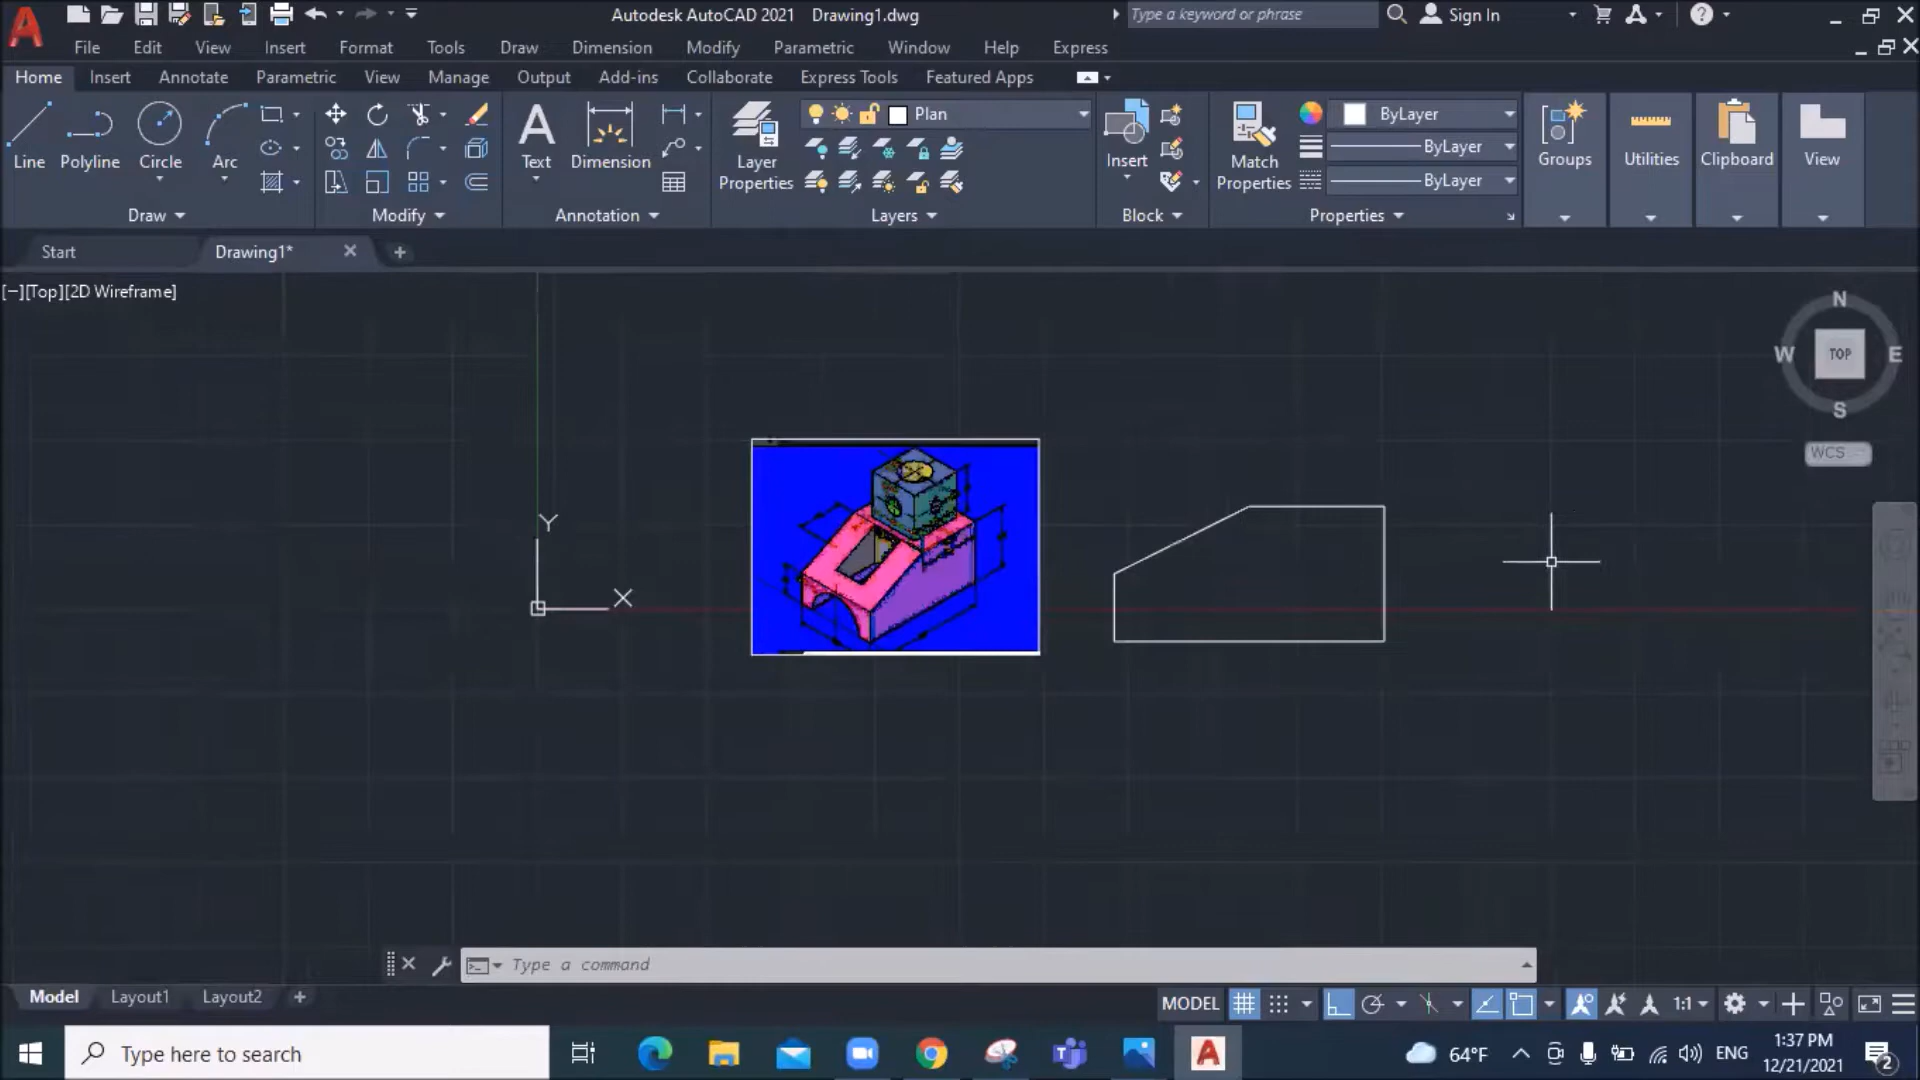 Autodesk AutoCAD 2021 Drawing1.dwg
Type a keyword or phrase
Sign In
File Edit View Insert Format Tools Draw Dimension Modify Parametric Window Help Express
Home Insert Annotate Parametric View Manage Output Add-ins Collaborate Express Tools Featured Apps
Line Polyline Circle Arc
Text Dimension
Layer Properties
Plan
Insert
Match Properties
ByLayer
ByLayer
ByLayer
Groups Utilities Clipboard View
Draw Modify Annotation Layers Block Properties
Start Drawing1*
[−][Top][2D Wireframe]
N
W TOP E
S
WCS
Y
X
Type a command
Model Layout1 Layout2
MODEL 1:1
Type here to search
64°F ENG
1:37 PM
12/21/2021
2